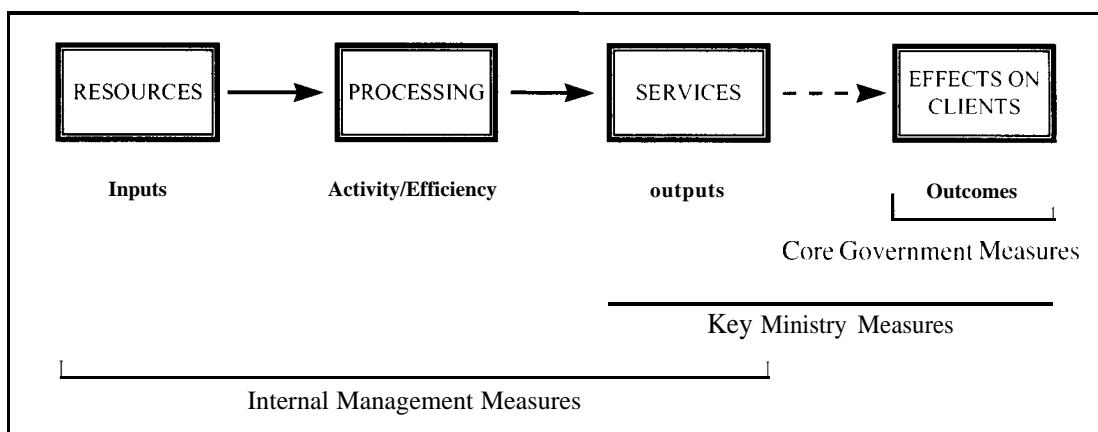 RESOURCES
PROCESSING
SERVICES
EFFECTS ON
CLIENTS
Inputs
Activity/Efficiency
outputs
Outcomes
Core Government Measures
Key Ministry Measures
Internal Management Measures